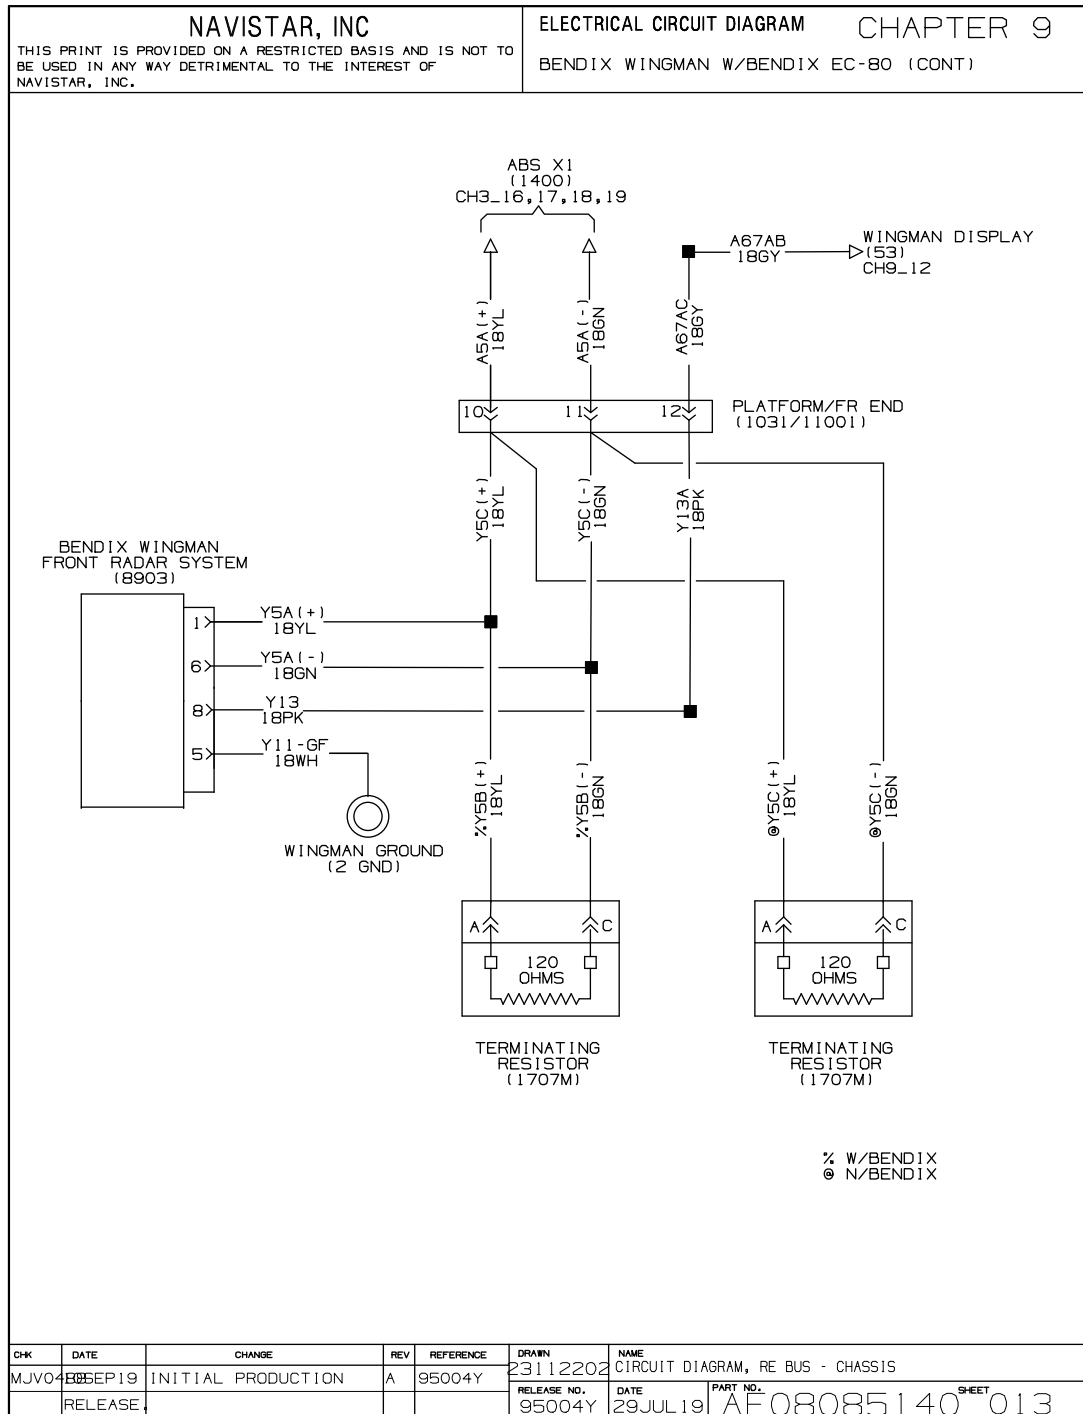 NAVISTAR, INC
THIS PRINT IS PROVIDED ON A RESTRICTED BASIS AND IS NOT TO
BE USED IN ANY WAY DETRIMENTAL TO THE INTEREST OF
NAVISTAR, INC.
ELECTRICAL CIRCUIT DIAGRAM CHAPTER 9
BENDIX WINGMAN W/BENDIX EC-80 (CONT)
ABS X1
(1400)
CH3_16,17,18,19
A67AB
18GY
WINGMAN DISPLAY
(53)
CH9_12
A5A(+)
18YL
A5A(-)
18GN
A67AC
18GY
10 11 12
PLATFORM/FR END
(1031/11001)
Y5C(+)
18YL
Y5C(-)
18GN
Y13A
18PK
BENDIX WINGMAN
FRONT RADAR SYSTEM
(8903)
1 Y5A(+)
18YL
6 Y5A(-)
18GN
8 Y13
18PK
5 Y11-GF
18WH
WINGMAN GROUND
(2 GND)
%Y5B(+)
18YL
%Y5B(-)
18GN
@Y5C(+)
18YL
@Y5C(-)
18GN
A C
120
OHMS
TERMINATING
RESISTOR
(1707M)
A C
120
OHMS
TERMINATING
RESISTOR
(1707M)
% W/BENDIX
@ N/BENDIX
CHK DATE CHANGE REV REFERENCE
SEP19 INITIAL PRODUCTION A 95004Y
RELEASE.
DRAWN
23112202
NAME
CIRCUIT DIAGRAM, RE BUS - CHASSIS
RELEASE NO.
95004Y
DATE
29JUL19
PART NO.
AF08085140
SHEET
013